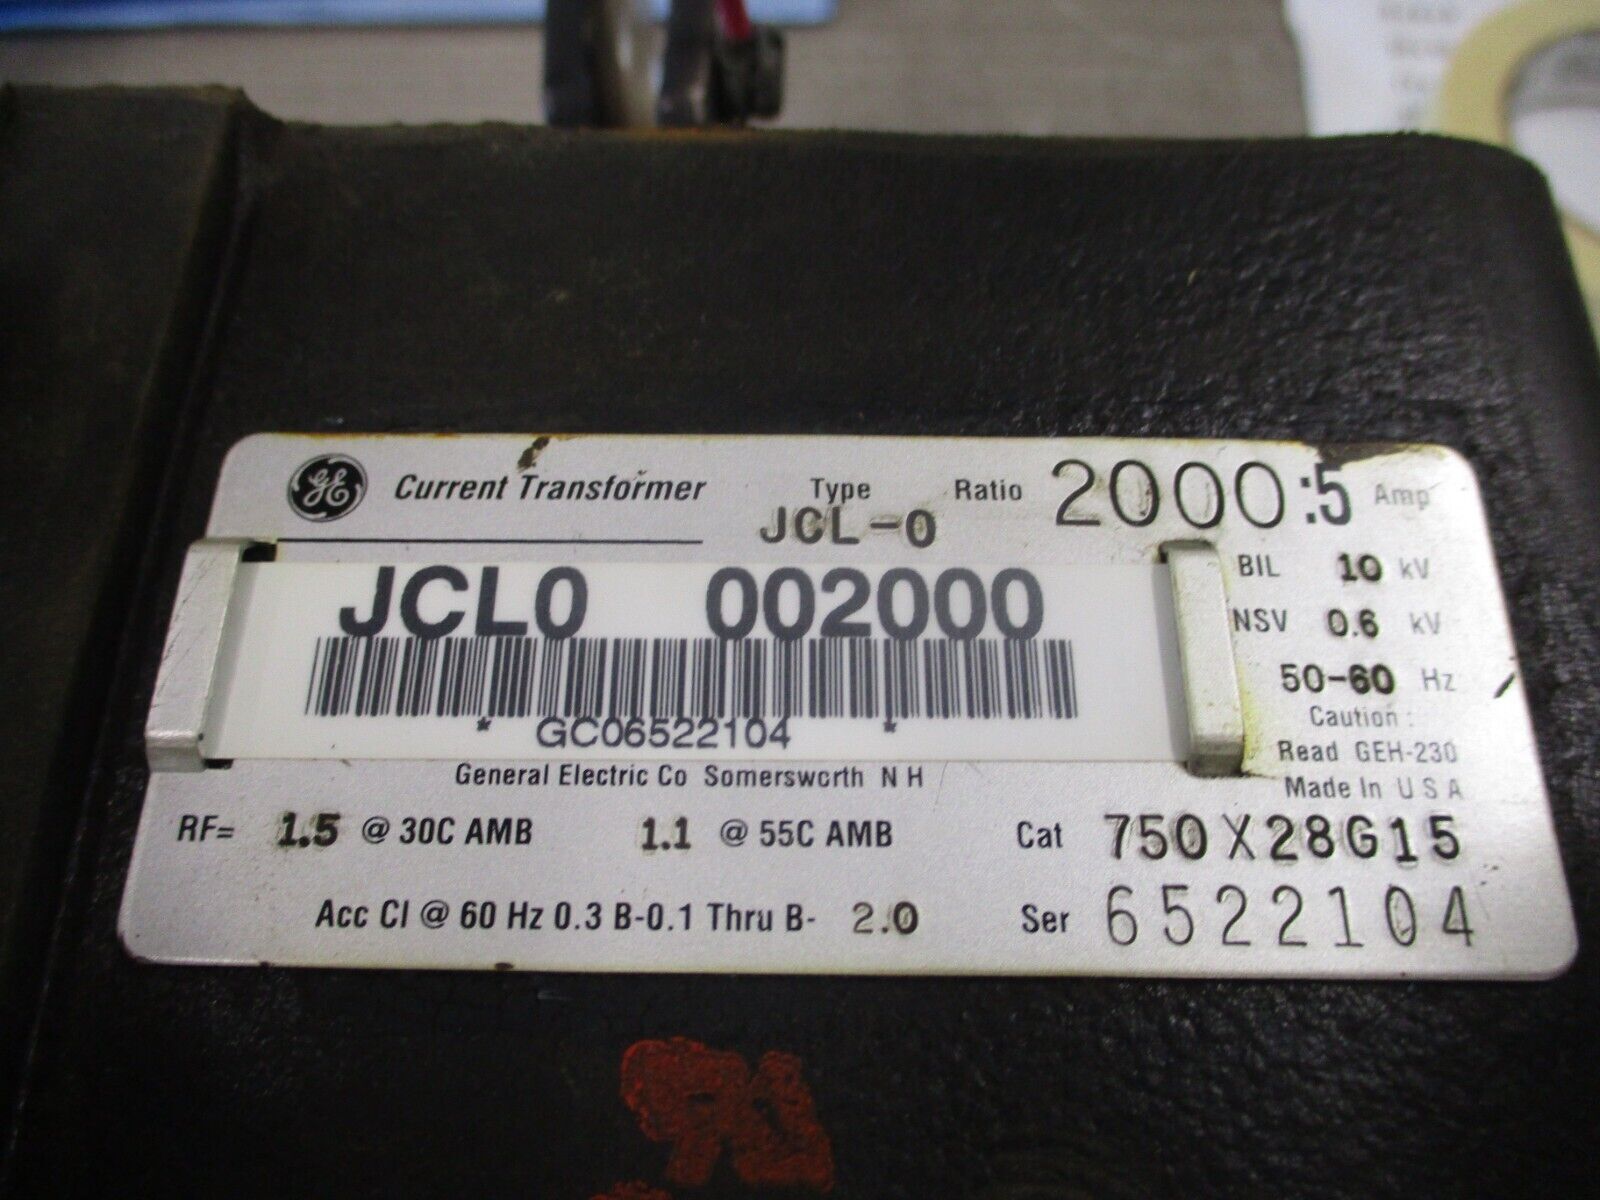 GE Current Transformer Type JCL-0 Ratio 2000:5 Amp
JCL0 002000
* GC06522104 *
BIL 10 kV
NSV 0.6 kV
50-60 Hz
Caution:
Read GEH-230
Made In U S A
General Electric Co Somersworth N H
RF= 1.5 @ 30C AMB 1.1 @ 55C AMB Cat 750X28G15
Acc Cl @ 60 Hz 0.3 B-0.1 Thru B- 2.0 Ser 6522104